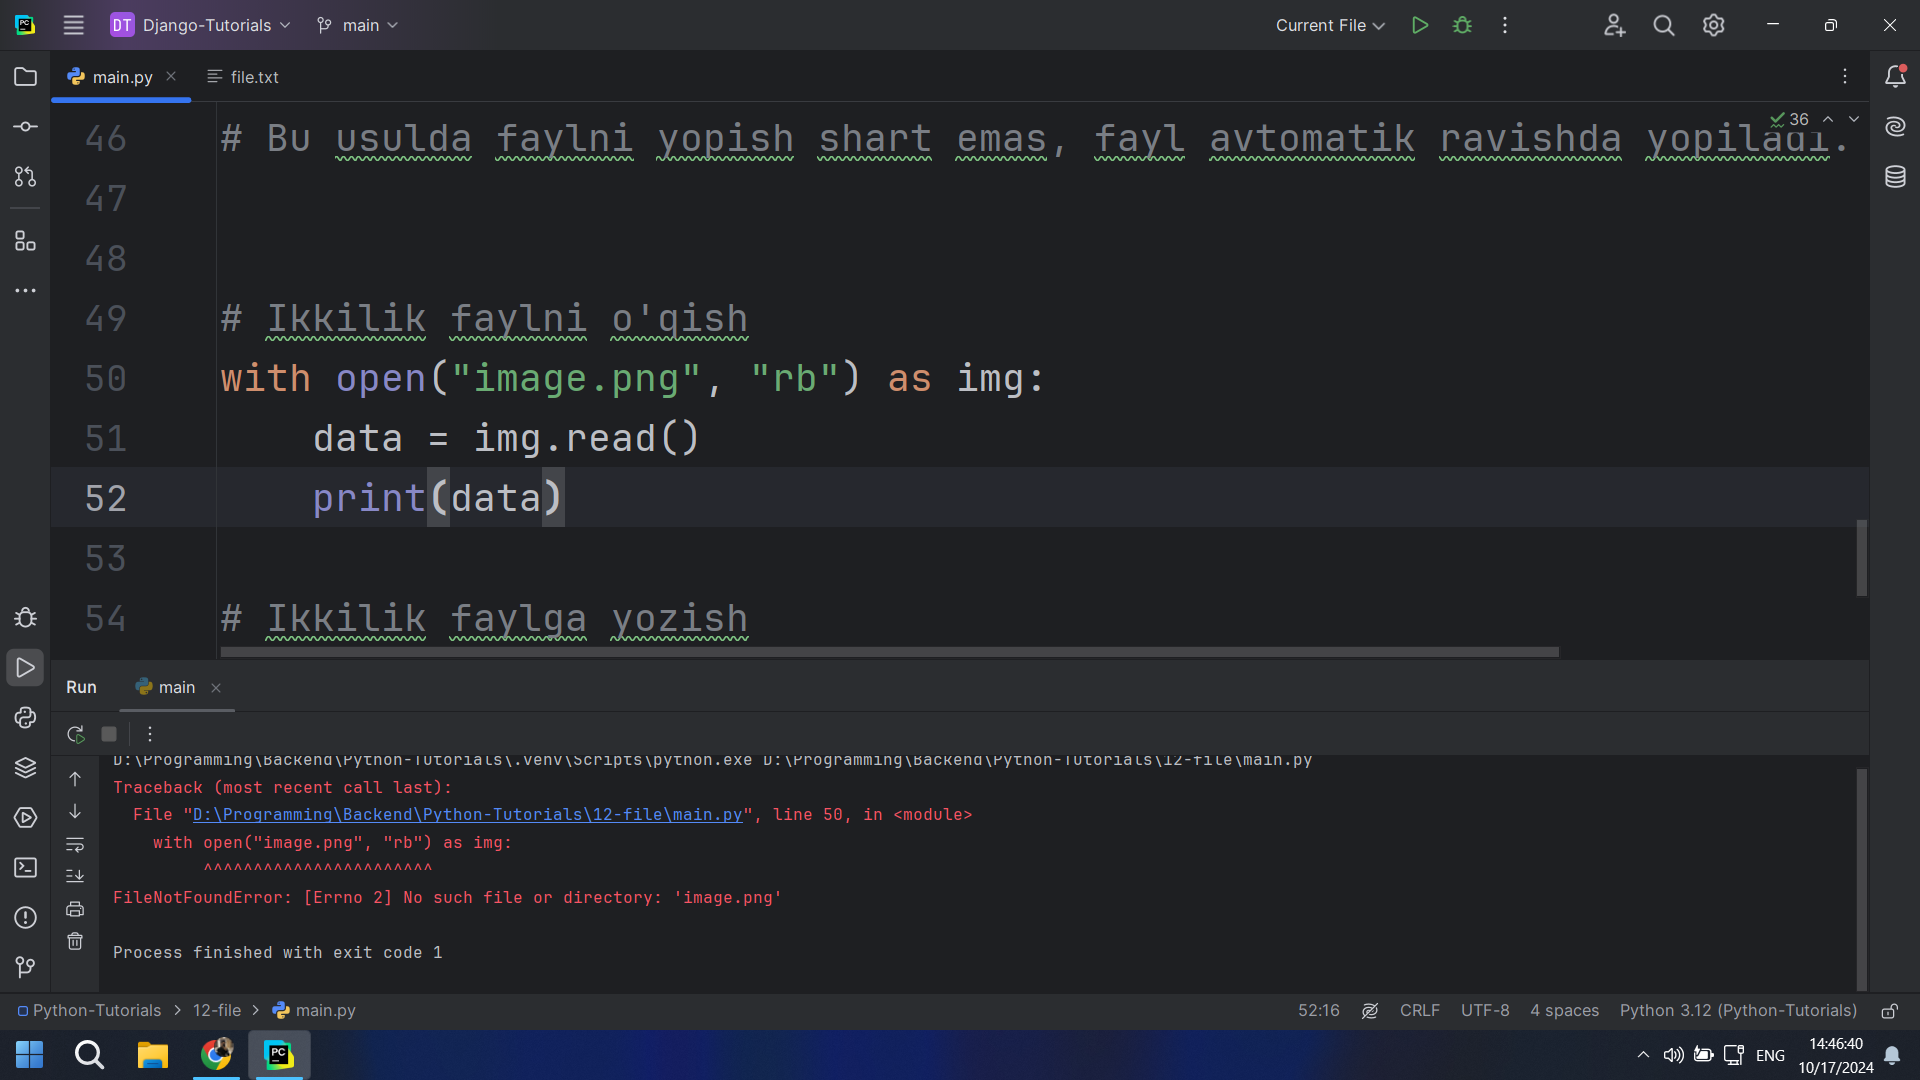 PC
DT Django-Tutorials main Current File
main.py file.txt
46 # Bu usulda faylni yopish shart emas, fayl avtomatik ravishda yopiladi.
36
47
48
49 # Ikkilik faylni o'qish
50 with open("image.png", "rb") as img:
51 data = img.read()
52 print(data)
53
54 # Ikkilik faylga yozish
Run main
D:\Programming\Backend\Python-Tutorials\.venv\Scripts\python.exe D:\Programming\Backend\Python-Tutorials\12-file\main.py
Traceback (most recent call last):
File "D:\Programming\Backend\Python-Tutorials\12-file\main.py", line 50, in <module>
with open("image.png", "rb") as img:
^^^^^^^^^^^^^^^^^^^^^^^
FileNotFoundError: [Errno 2] No such file or directory: 'image.png'
Process finished with exit code 1
Python-Tutorials > 12-file > main.py 52:16 CRLF UTF-8 4 spaces Python 3.12 (Python-Tutorials)
PC ENG 14:46:40
10/17/2024